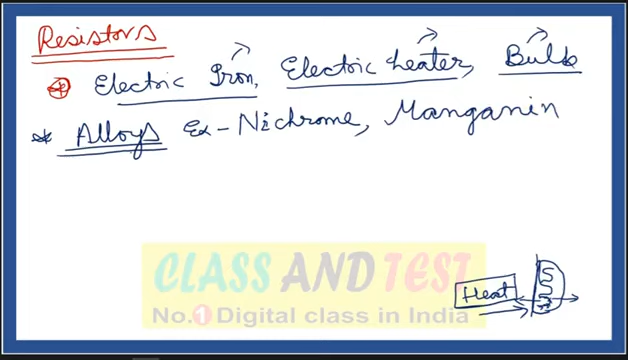 Resistors
Electric Iron, Electric heater, Bulb
* Alloys Ex - Nichrome, Manganin
CLASS AND TEST
No.1 Digital class in India
Heat